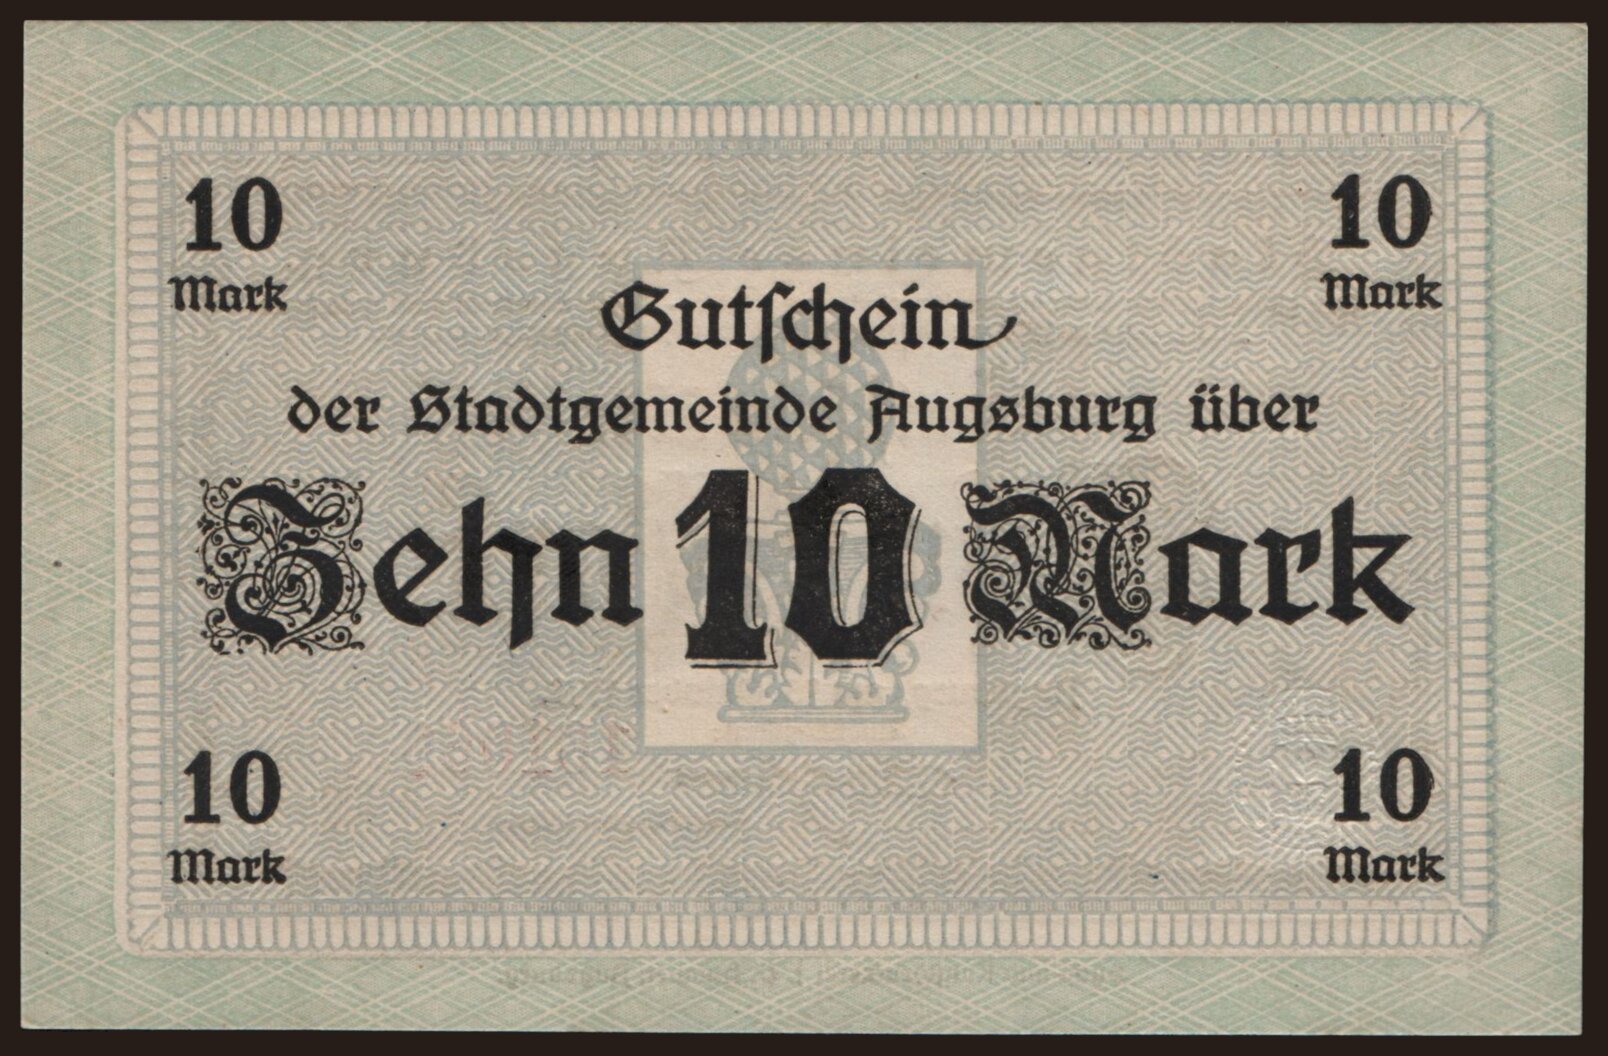 10 10
Mark Mark
Gutschein
der Stadtgemeinde Augsburg über
Zehn 10 Mark
10 10
Mark Mark